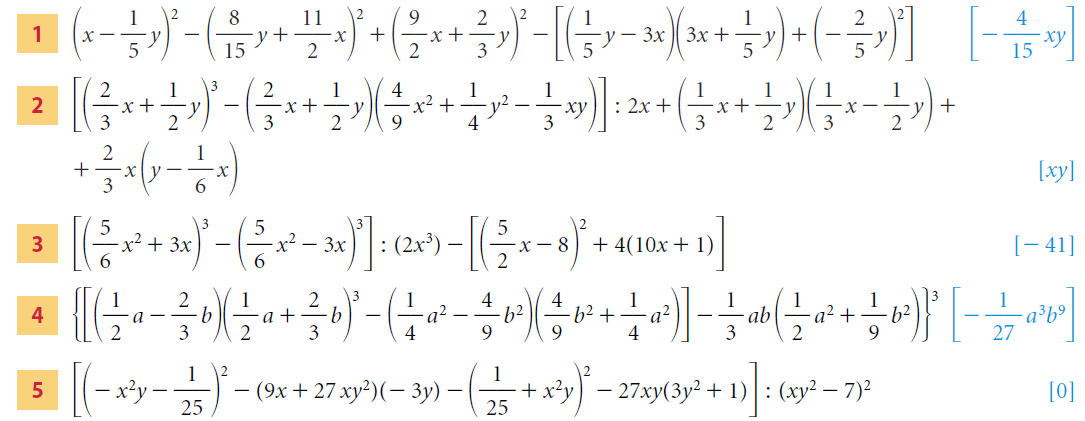 1 (x − 1/5 y)² − (8/15 y + 11/2 x)² + (9/2 x + 2/3 y)² − [(1/5 y − 3x)(3x + 1/5 y) + (− 2/5 y)²] [− 4/15 xy]
2 [(2/3 x + 1/2 y)³ − (2/3 x + 1/2 y)(4/9 x² + 1/4 y² − 1/3 xy)] : 2x + (1/3 x + 1/2 y)(1/3 x − 1/2 y) +
+ 2/3 x(y − 1/6 x) [xy]
3 [(5/6 x² + 3x)³ − (5/6 x² − 3x)³] : (2x³) − [(5/2 x − 8)² + 4(10x + 1)] [− 41]
4 {[(1/2 a − 2/3 b)(1/2 a + 2/3 b)³ − (1/4 a² − 4/9 b²)(4/9 b² + 1/4 a²)] − 1/3 ab(1/2 a² + 1/9 b²)}³ [− 1/27 a³b⁹]
5 [(− x²y − 1/25)² − (9x + 27 xy²)(− 3y) − (1/25 + x²y)² − 27xy(3y² + 1)] : (xy² − 7)² [0]